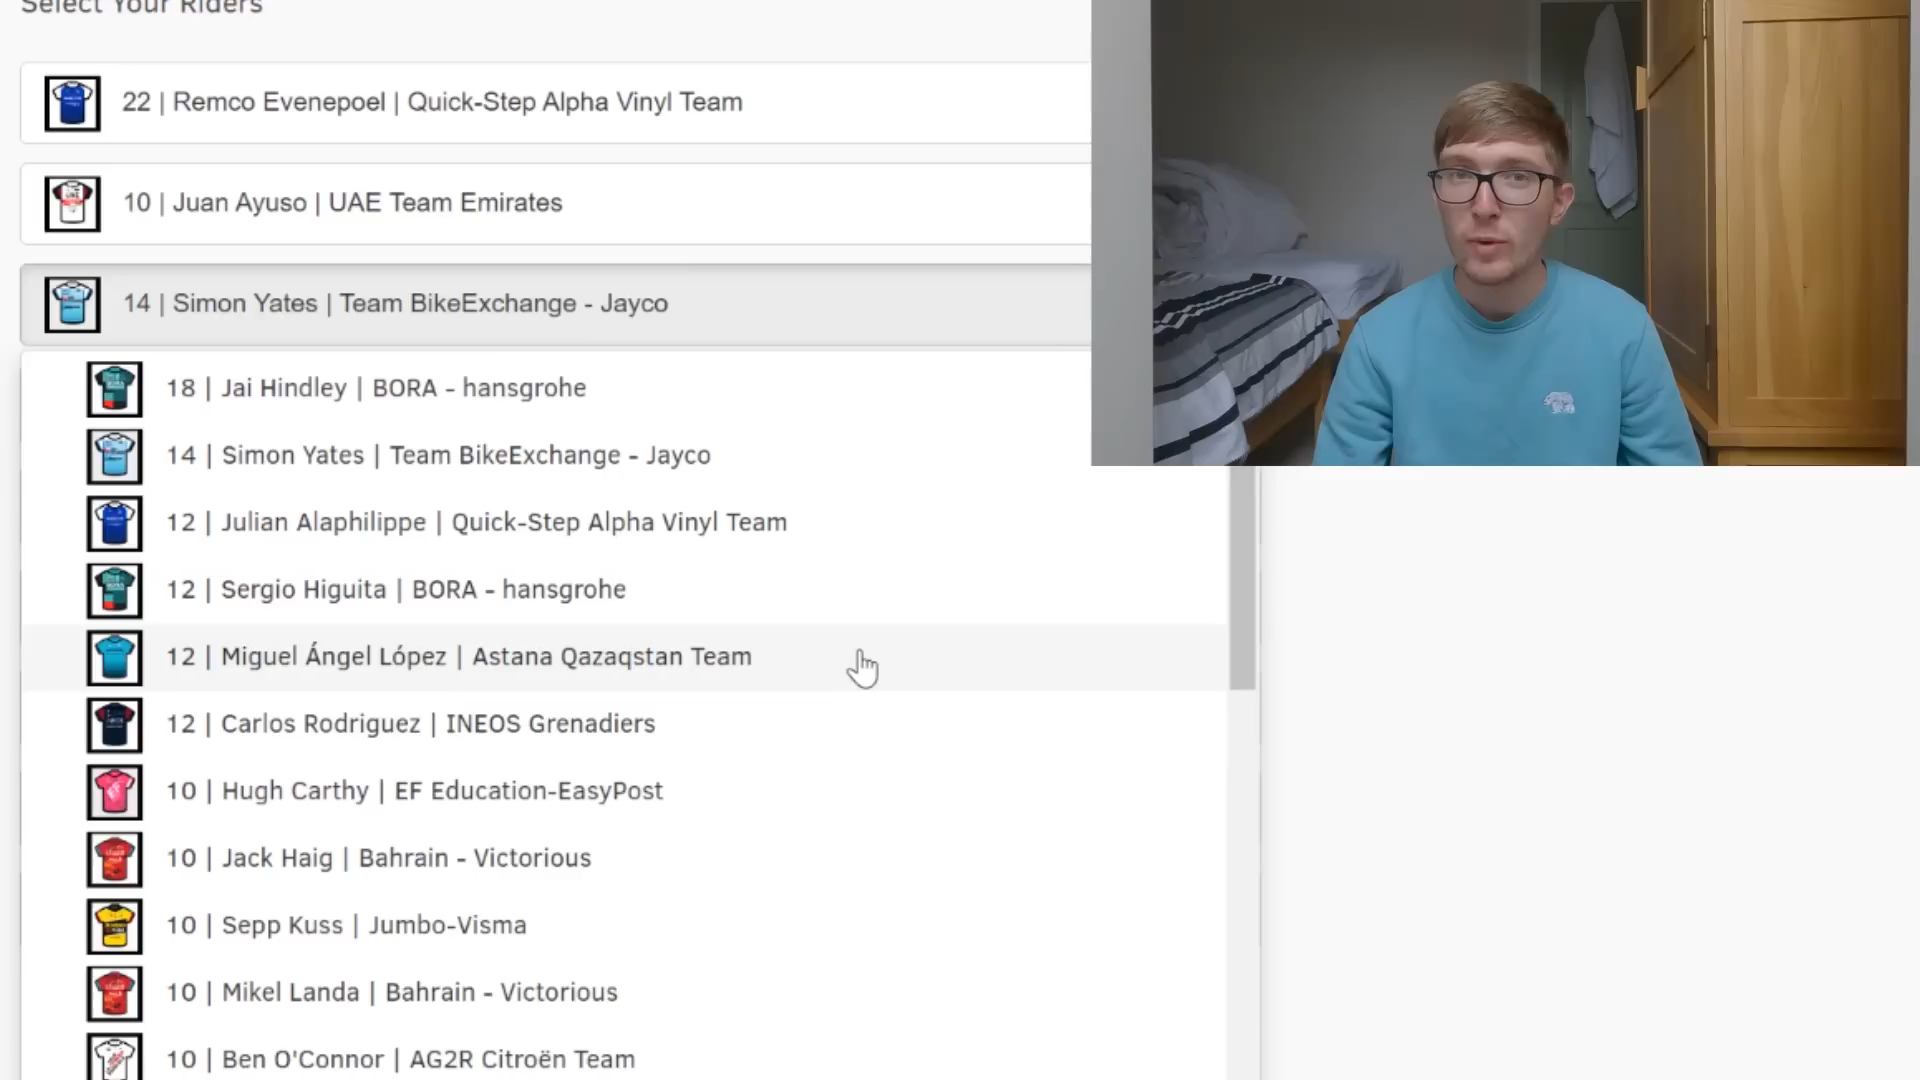 Select Your Riders
22 | Remco Evenepoel | Quick-Step Alpha Vinyl Team
10 | Juan Ayuso | UAE Team Emirates
14 | Simon Yates | Team BikeExchange - Jayco
18 | Jai Hindley | BORA - hansgrohe
14 | Simon Yates | Team BikeExchange - Jayco
12 | Julian Alaphilippe | Quick-Step Alpha Vinyl Team
12 | Sergio Higuita | BORA - hansgrohe
12 | Miguel Ángel López | Astana Qazaqstan Team
12 | Carlos Rodriguez | INEOS Grenadiers
10 | Hugh Carthy | EF Education-EasyPost
10 | Jack Haig | Bahrain - Victorious
10 | Sepp Kuss | Jumbo-Visma
10 | Mikel Landa | Bahrain - Victorious
10 | Ben O'Connor | AG2R Citroën Team